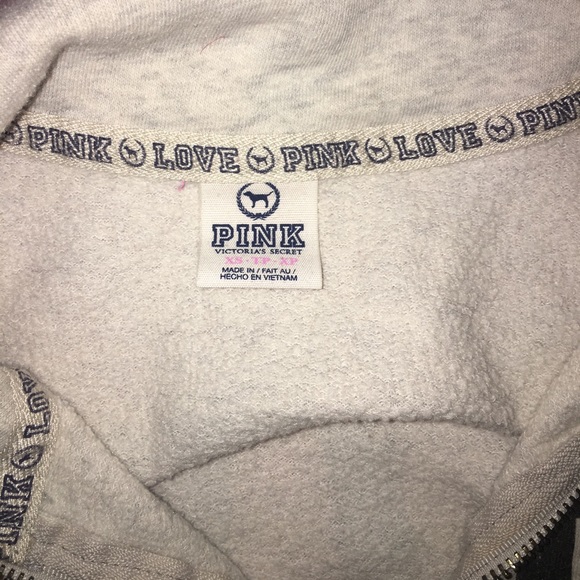 PINK LOVE PINK LOVE PINK
PINK
VICTORIA'S SECRET
XS - TP - XP
MADE IN / FAIT AU /
HECHO EN VIETNAM
LOVE
PINK